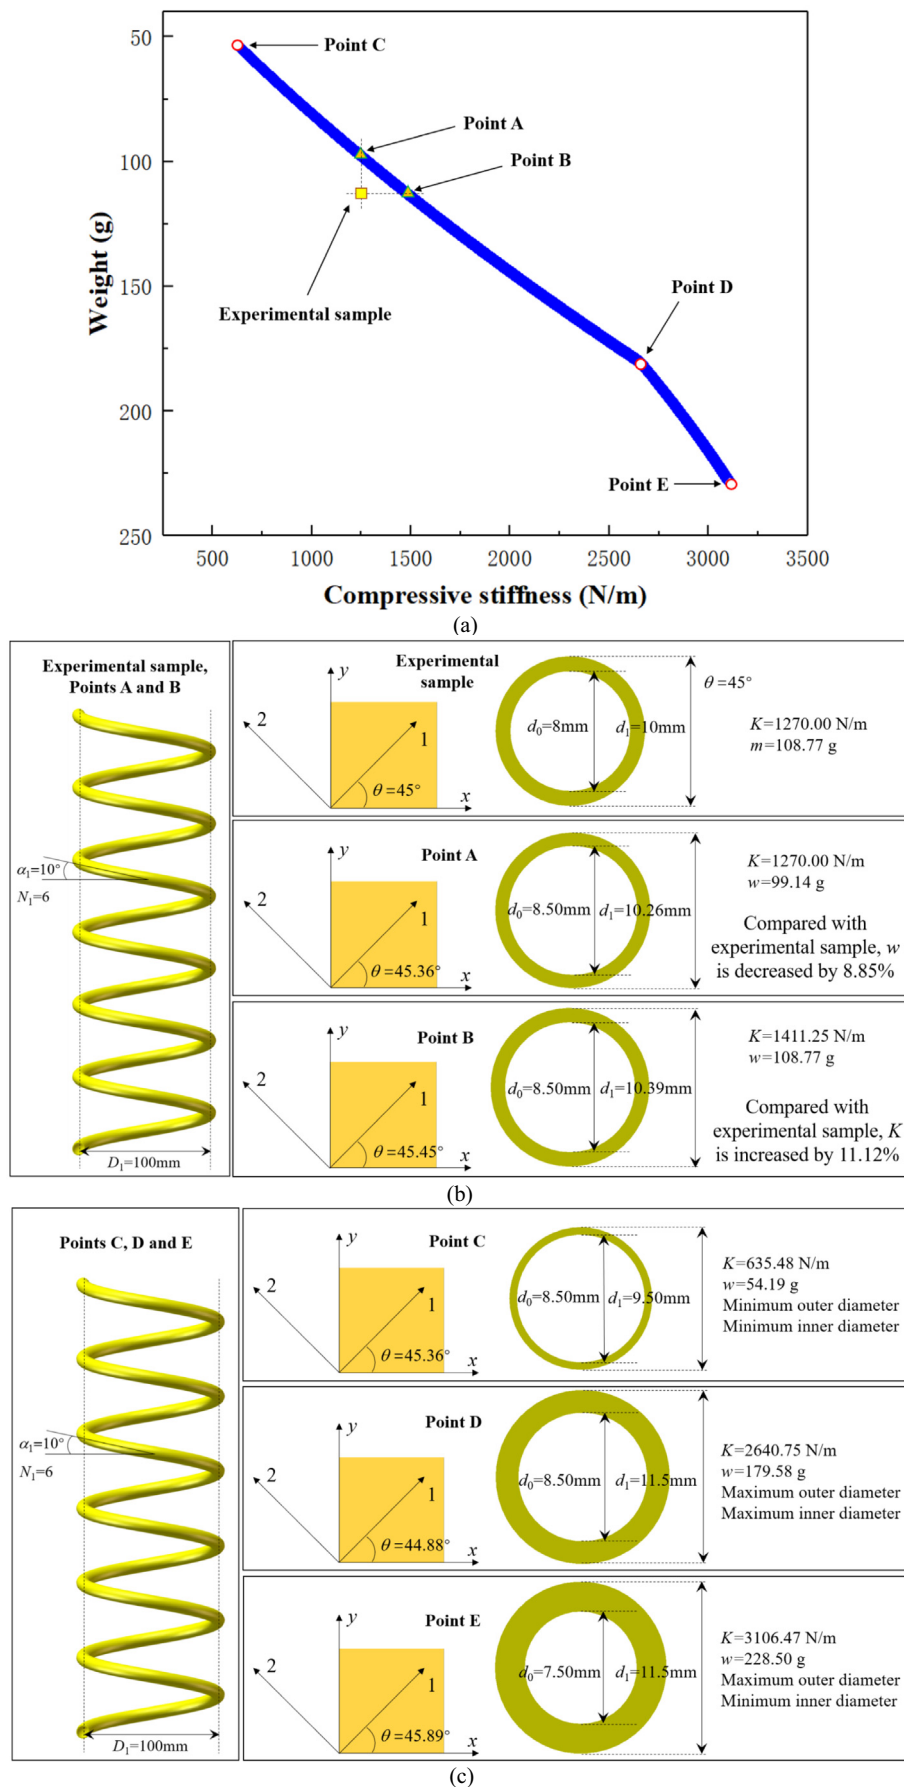 50
100
150
200
250
Weight (g)
Point C
Point A
Point B
Experimental sample
Point D
Point E
500
1000
1500
2000
2500
3000
3500
Compressive stiffness (N/m)
(a)
Experimental sample,
Points A and B
α1=10°
N1=6
D1=100mm
Experimental
sample
y
2
1
θ=45°
x
d0=8mm
d1=10mm
θ=45°
K=1270.00 N/m
m=108.77 g
Point A
y
2
1
θ=45.36°
x
d0=8.50mm
d1=10.26mm
K=1270.00 N/m
w=99.14 g
Compared with
experimental sample, w
is decreased by 8.85%
Point B
y
2
1
θ=45.45°
x
d0=8.50mm
d1=10.39mm
K=1411.25 N/m
w=108.77 g
Compared with
experimental sample, K
is increased by 11.12%
(b)
Points C, D and E
α1=10°
N1=6
D1=100mm
Point C
y
2
1
θ=45.36°
x
d0=8.50mm
d1=9.50mm
K=635.48 N/m
w=54.19 g
Minimum outer diameter
Minimum inner diameter
Point D
y
2
1
θ=44.88°
x
d0=8.50mm
d1=11.5mm
K=2640.75 N/m
w=179.58 g
Maximum outer diameter
Maximum inner diameter
Point E
y
2
1
θ=45.89°
x
d0=7.50mm
d1=11.5mm
K=3106.47 N/m
w=228.50 g
Maximum outer diameter
Minimum inner diameter
(c)